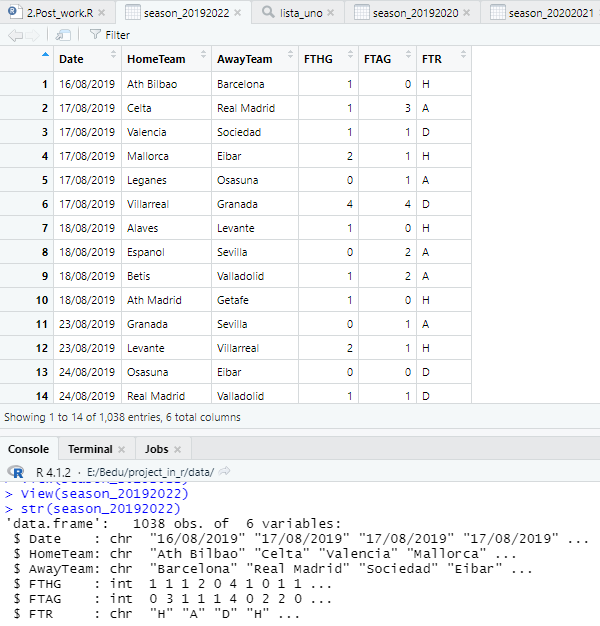 2.Post_work.R × season_20192022 × lista_uno × season_20192020 × season_20202021
Filter
Date HomeTeam AwayTeam FTHG FTAG FTR
1 16/08/2019 Ath Bilbao Barcelona 1 0 H
2 17/08/2019 Celta Real Madrid 1 3 A
3 17/08/2019 Valencia Sociedad 1 1 D
4 17/08/2019 Mallorca Eibar 2 1 H
5 17/08/2019 Leganes Osasuna 0 1 A
6 17/08/2019 Villarreal Granada 4 4 D
7 18/08/2019 Alaves Levante 1 0 H
8 18/08/2019 Espanol Sevilla 0 2 A
9 18/08/2019 Betis Valladolid 1 2 A
10 18/08/2019 Ath Madrid Getafe 1 0 H
11 23/08/2019 Granada Sevilla 0 1 A
12 23/08/2019 Levante Villarreal 2 1 H
13 24/08/2019 Osasuna Eibar 0 0 D
14 24/08/2019 Real Madrid Valladolid 1 1 D
Showing 1 to 14 of 1,038 entries, 6 total columns
Console Terminal × Jobs ×
R R 4.1.2 · E:/Bedu/project_in_r/data/
> View(season_20192022)
> str(season_20192022)
'data.frame': 1038 obs. of 6 variables:
$ Date : chr "16/08/2019" "17/08/2019" "17/08/2019" "17/08/2019" ...
$ HomeTeam: chr "Ath Bilbao" "Celta" "Valencia" "Mallorca" ...
$ AwayTeam: chr "Barcelona" "Real Madrid" "Sociedad" "Eibar" ...
$ FTHG : int 1 1 1 2 0 4 1 0 1 1 ...
$ FTAG : int 0 3 1 1 1 4 0 2 2 0 ...
$ FTR : chr "H" "A" "D" "H" ...